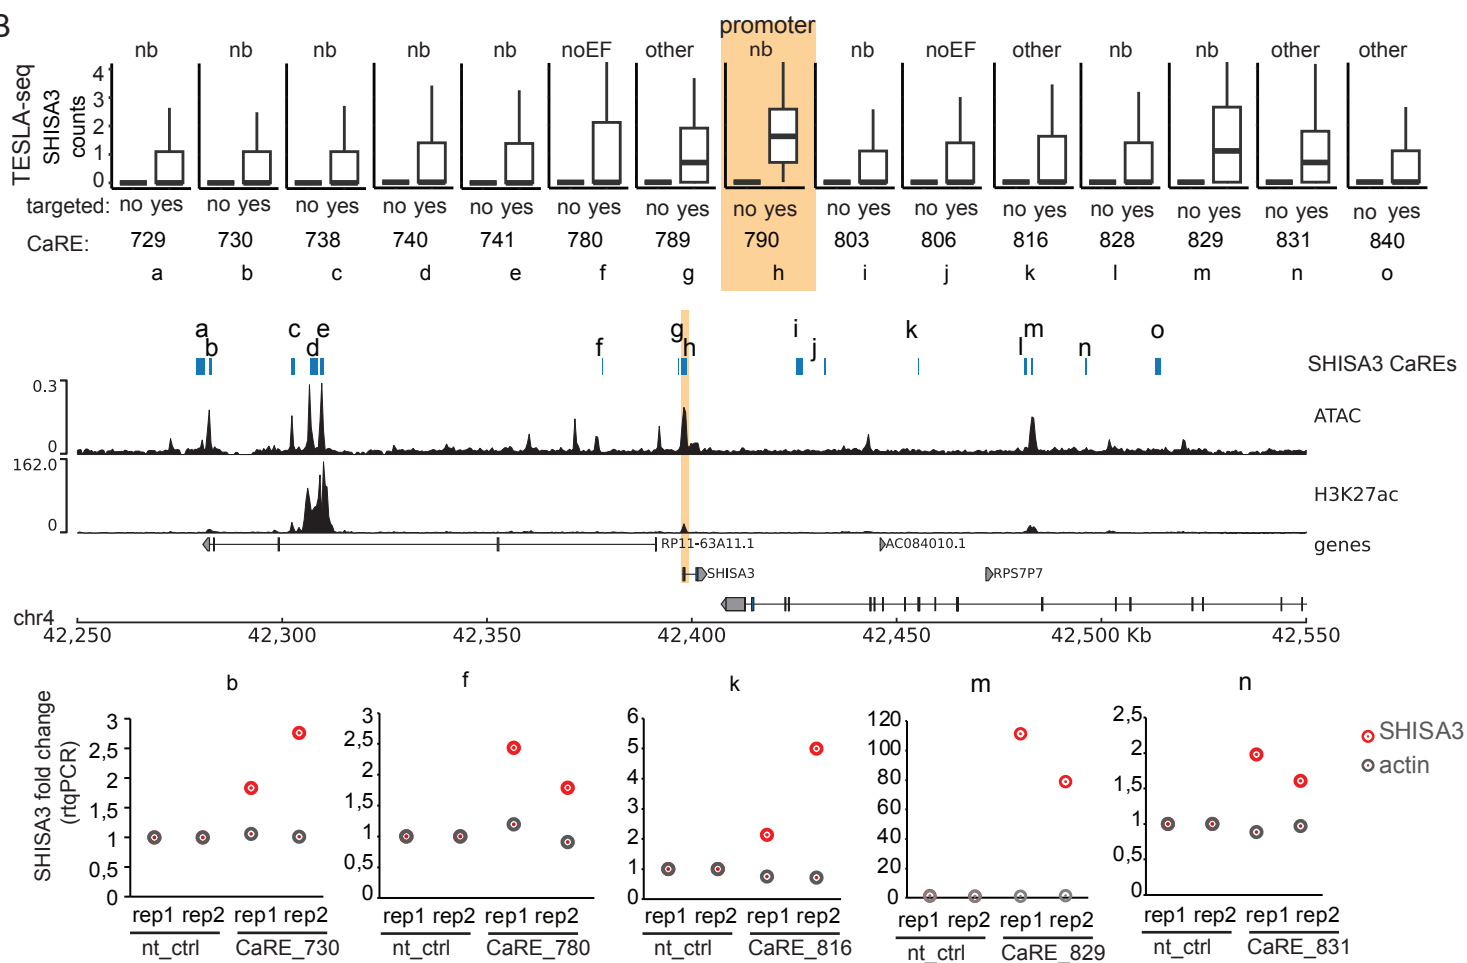 B
promoter
nb nb nb nb nb noEF other nb nb noEF other nb nb other other
TESLA-seq
SHISA3
counts
4
3
2
1
0
targeted: no yes no yes no yes no yes no yes no yes no yes no yes no yes no yes no yes no yes no yes no yes no yes
CaRE: 729 730 738 740 741 780 789 790 803 806 816 828 829 831 840
a b c d e f g h i j k l m n o
a b c d e f g h i j k l m n o
SHISA3 CaREs
0.3
0
ATAC
162.0
0
H3K27ac
RP11-63A11.1 AC084010.1
genes
SHISA3 RPS7P7
chr4
42,250 42,300 42,350 42,400 42,450 42,500 Kb 42,550
b f k m n
SHISA3 fold change
(rtqPCR)
3
2,5
2
1,5
1
0,5
0
3
2,5
2
1,5
1
0,5
0
6
5
4
3
2
1
0
120
100
80
60
40
20
0
2,5
2
1,5
1
0,5
0
SHISA3
actin
rep1 rep2 rep1 rep2 rep1 rep2 rep1 rep2 rep1 rep2 rep1 rep2 rep1 rep2 rep1 rep2 rep1 rep2 rep1 rep2
nt_ctrl CaRE_730 nt_ctrl CaRE_780 nt_ctrl CaRE_816 nt_ctrl CaRE_829 nt_ctrl CaRE_831